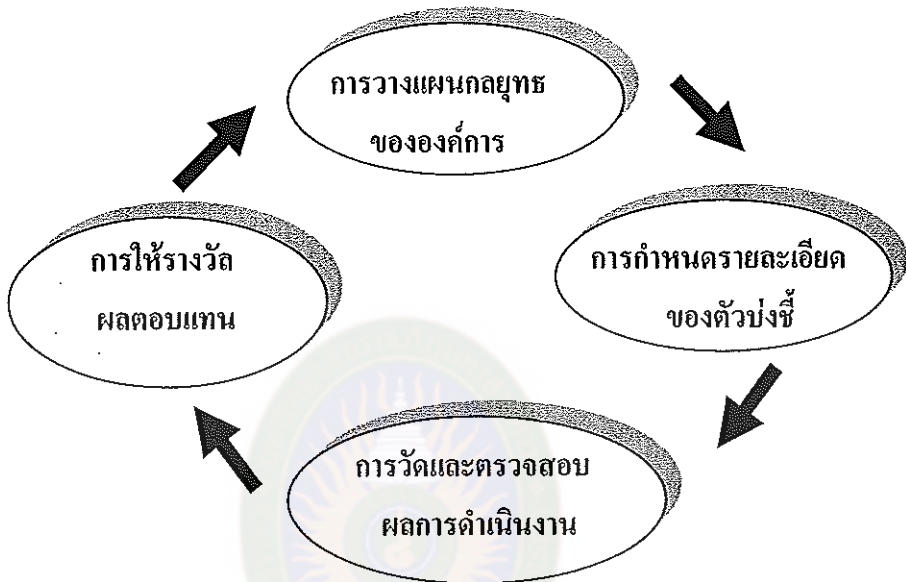 การวางแผนกลยุทธ
ขององค์การ
การกำหนดรายละเอียด
ของตัวบ่งชี้
การวัดและตรวจสอบ
ผลการดำเนินงาน
การให้รางวัล
ผลตอบแทน